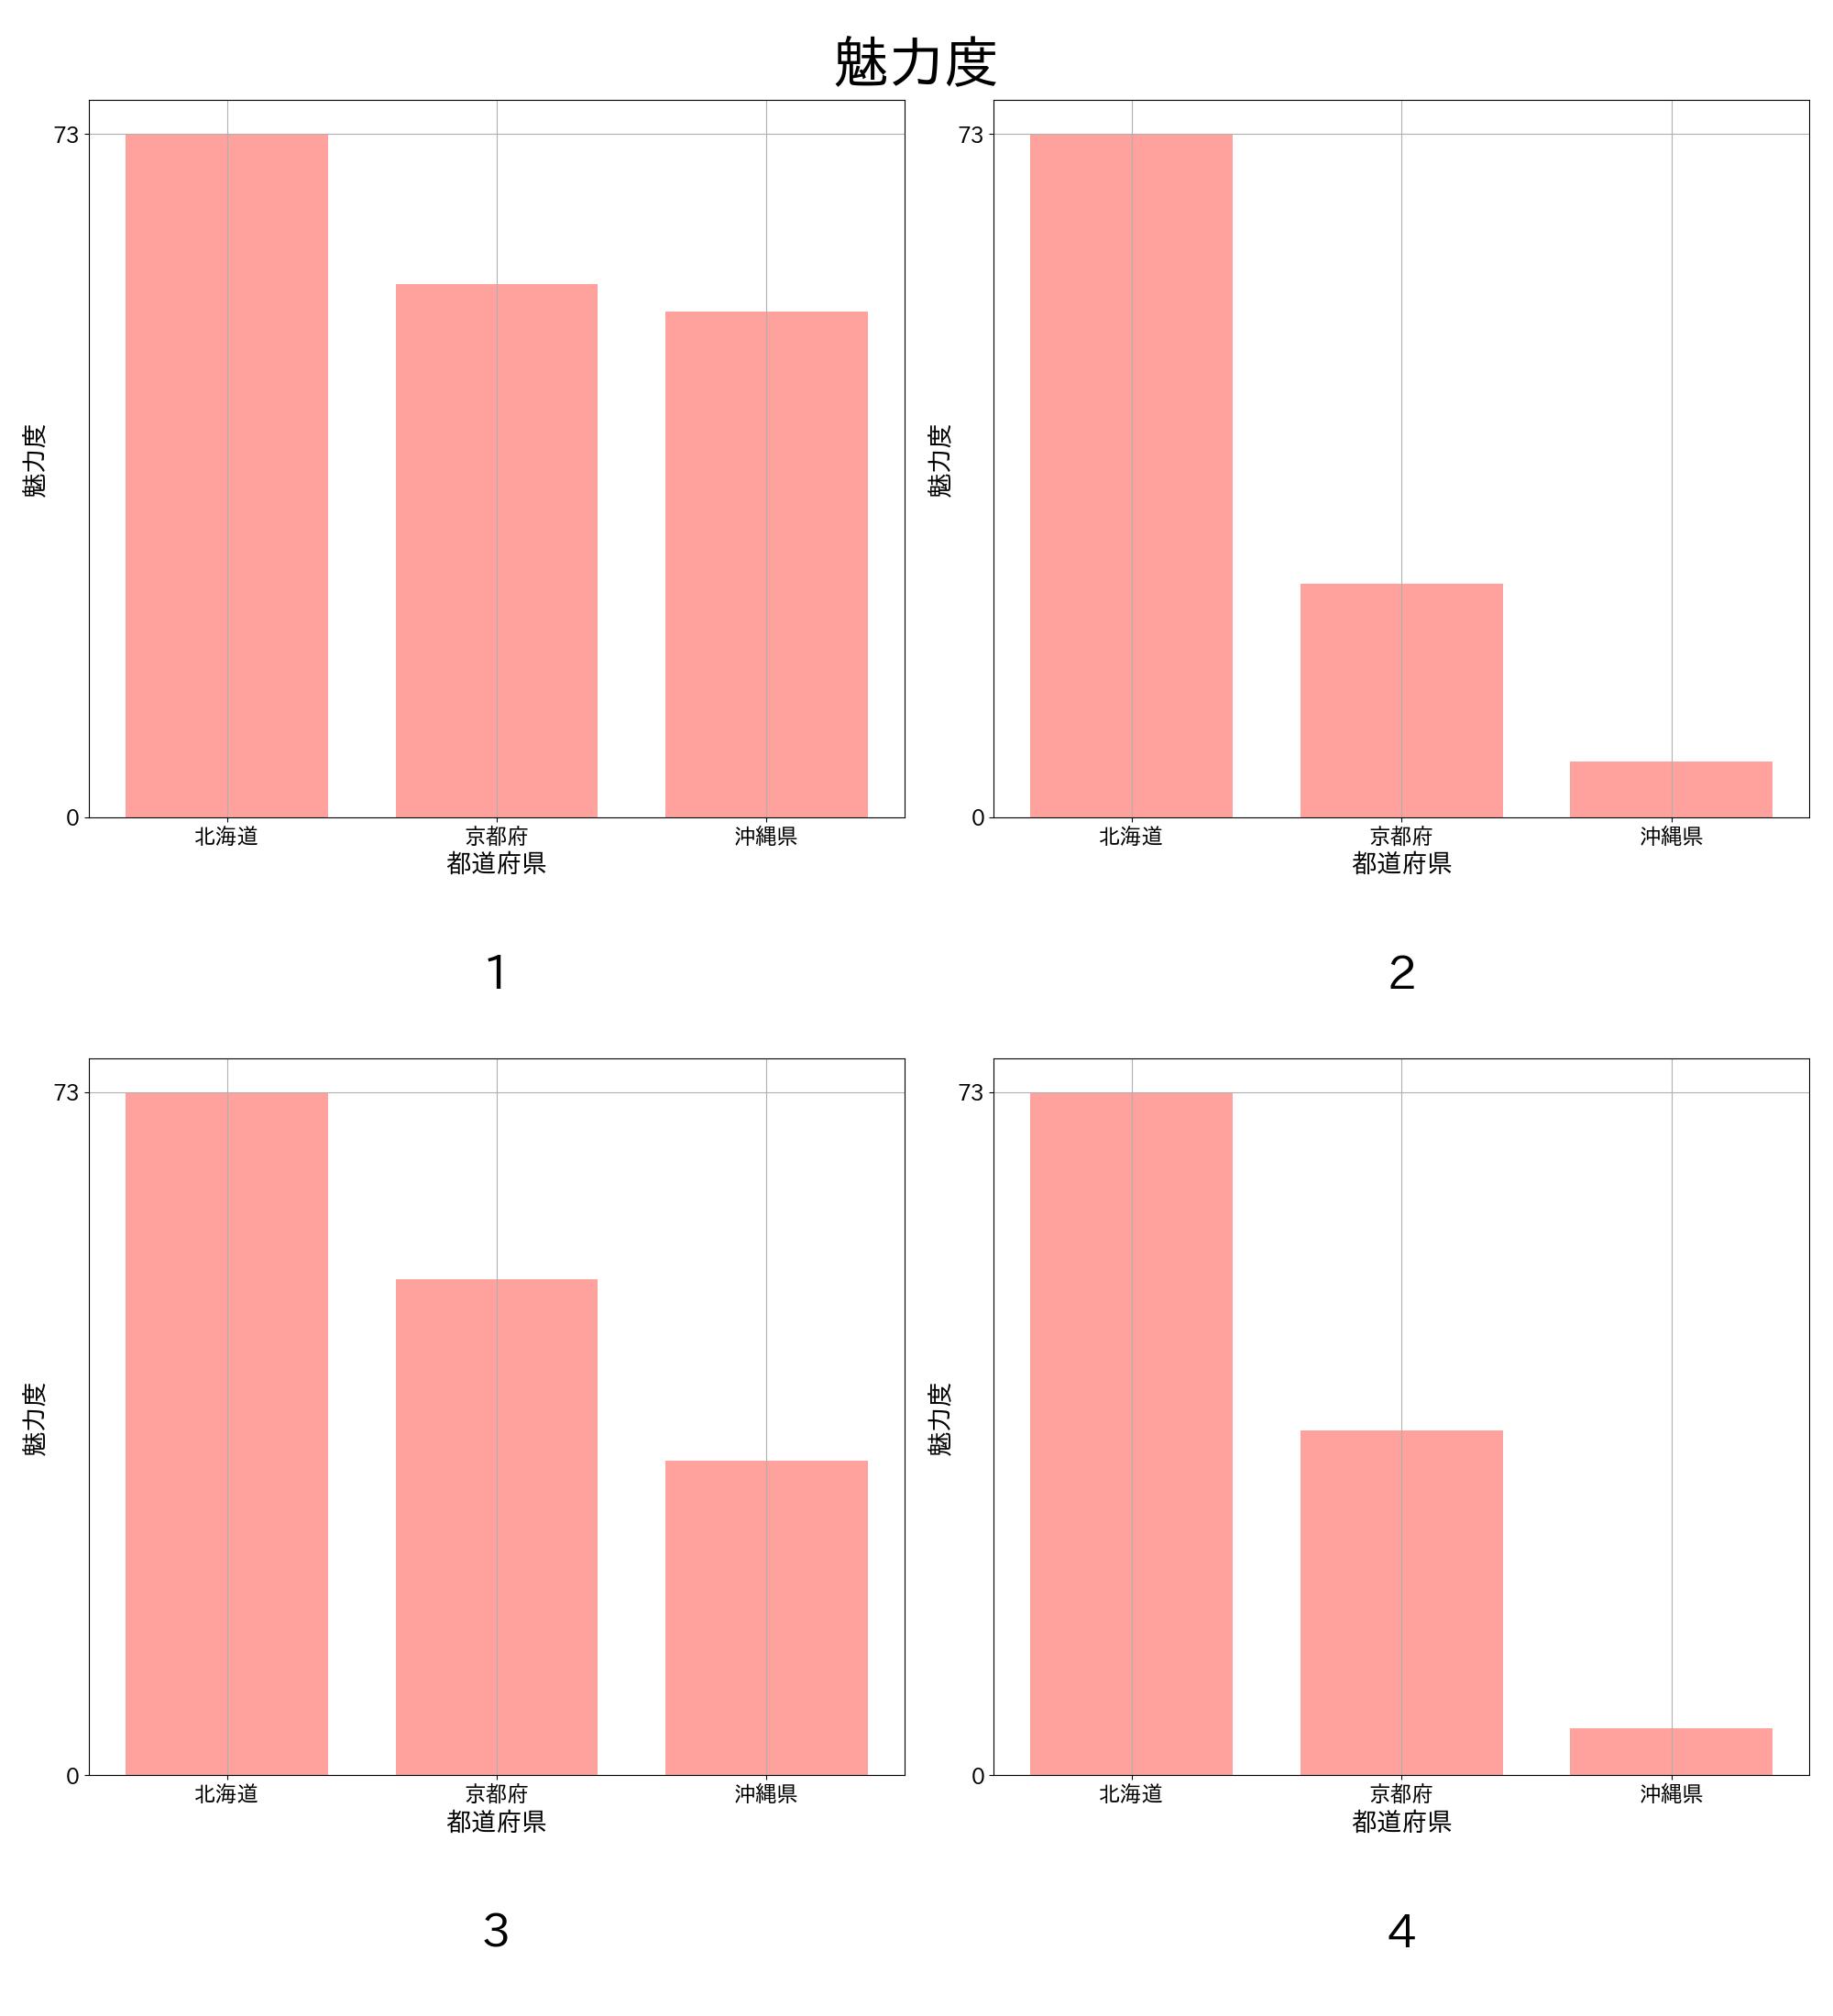 魅力度
73
0
魅力度
北海道 京都府 沖縄県
都道府県
1
73
0
魅力度
北海道 京都府 沖縄県
都道府県
2
73
0
魅力度
北海道 京都府 沖縄県
都道府県
3
73
0
魅力度
北海道 京都府 沖縄県
都道府県
4